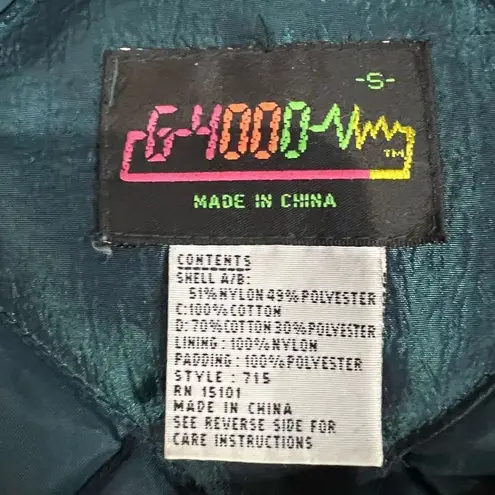 -S-
G-4000
TM
MADE IN CHINA
CONTENTS
SHELL A/B:
51%NYLON 49%POLYESTER
C:100%COTTON
D:70%COTTON 30%POLYESTER
LINING:100%NYLON
PADDING:100%POLYESTER
STYLE : 715
RN 15101
MADE IN CHINA
SEE REVERSE SIDE FOR
CARE INSTRUCTIONS